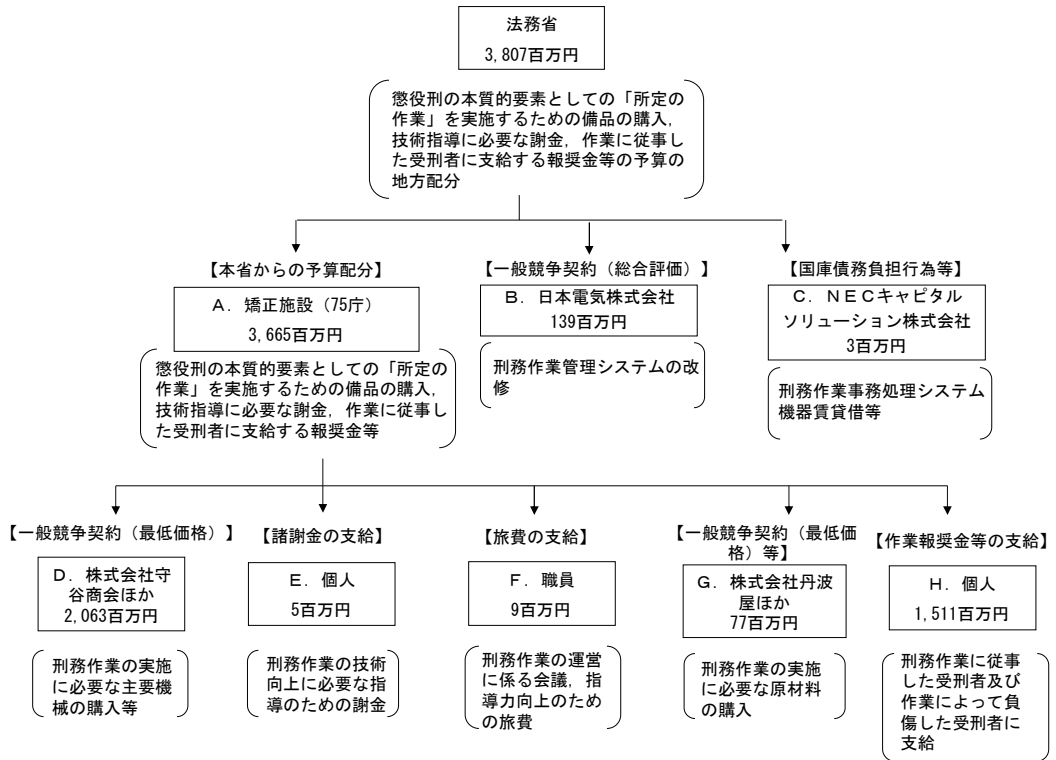 法務省
3,807百万円
懲役刑の本質的要素としての「所定の
作業」を実施するための備品の購入,
技術指導に必要な謝金, 作業に従事し
た受刑者に支給する報奨金等の予算の
地方配分
【本省からの予算配分】
A. 矯正施設（75庁）
3,665百万円
懲役刑の本質的要素としての「所定の
作業」を実施するための備品の購入,
技術指導に必要な謝金, 作業に従事し
た受刑者に支給する報奨金等
【一般競争契約（総合評価）】
B. 日本電気株式会社
139百万円
刑務作業管理システムの改
修
【国庫債務負担行為等】
C. NECキャピタル
ソリューション株式会社
3百万円
刑務作業事務処理システム
機器賃貸借等
【一般競争契約（最低価格）】
D. 株式会社守
谷商会ほか
2,063百万円
刑務作業の実施
に必要な主要機
械の購入等
【諸謝金の支給】
E. 個人
5百万円
刑務作業の技術
向上に必要な指
導のための謝金
【旅費の支給】
F. 職員
9百万円
刑務作業の運営
に係る会議, 指
導力向上のため
の旅費
【一般競争契約（最低価
格）等】
G. 株式会社丹波
屋ほか
77百万円
刑務作業の実施
に必要な原材料
の購入
【作業報奨金等の支給】
H. 個人
1,511百万円
刑務作業に従事
した受刑者及び
作業によって負
傷した受刑者に
支給